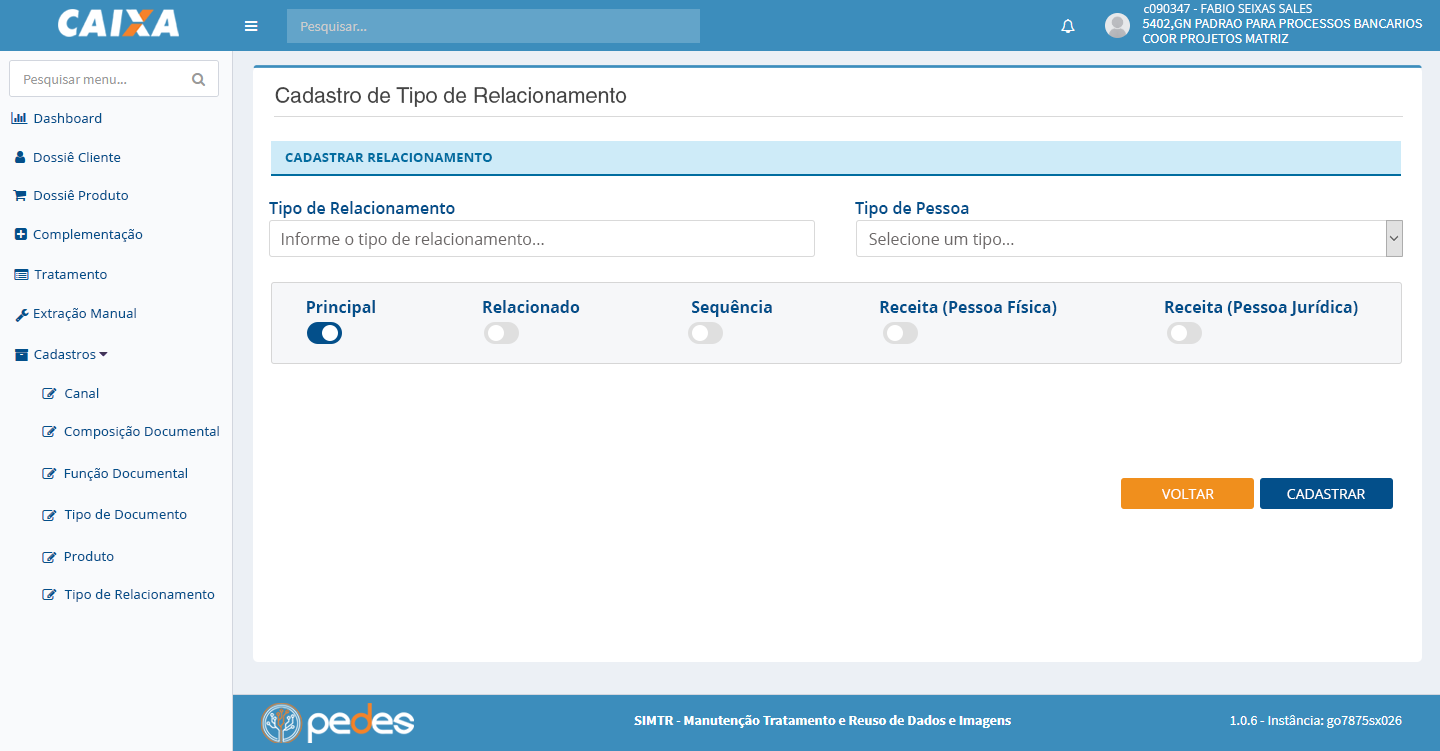 CAIXA
Pesquisar...
c090347 - FABIO SEIXAS SALES
5402,GN PADRAO PARA PROCESSOS BANCARIOS
COOR PROJETOS MATRIZ
Pesquisar menu...
Dashboard
Dossiê Cliente
Dossiê Produto
Complementação
Tratamento
Extração Manual
Cadastros
Canal
Composição Documental
Função Documental
Tipo de Documento
Produto
Tipo de Relacionamento
Cadastro de Tipo de Relacionamento
CADASTRAR RELACIONAMENTO
Tipo de Relacionamento
Informe o tipo de relacionamento...
Tipo de Pessoa
Selecione um tipo...
Principal
Relacionado
Sequência
Receita (Pessoa Física)
Receita (Pessoa Jurídica)
VOLTAR
CADASTRAR
pedes
SIMTR - Manutenção Tratamento e Reuso de Dados e Imagens
1.0.6 - Instância: go7875sx026